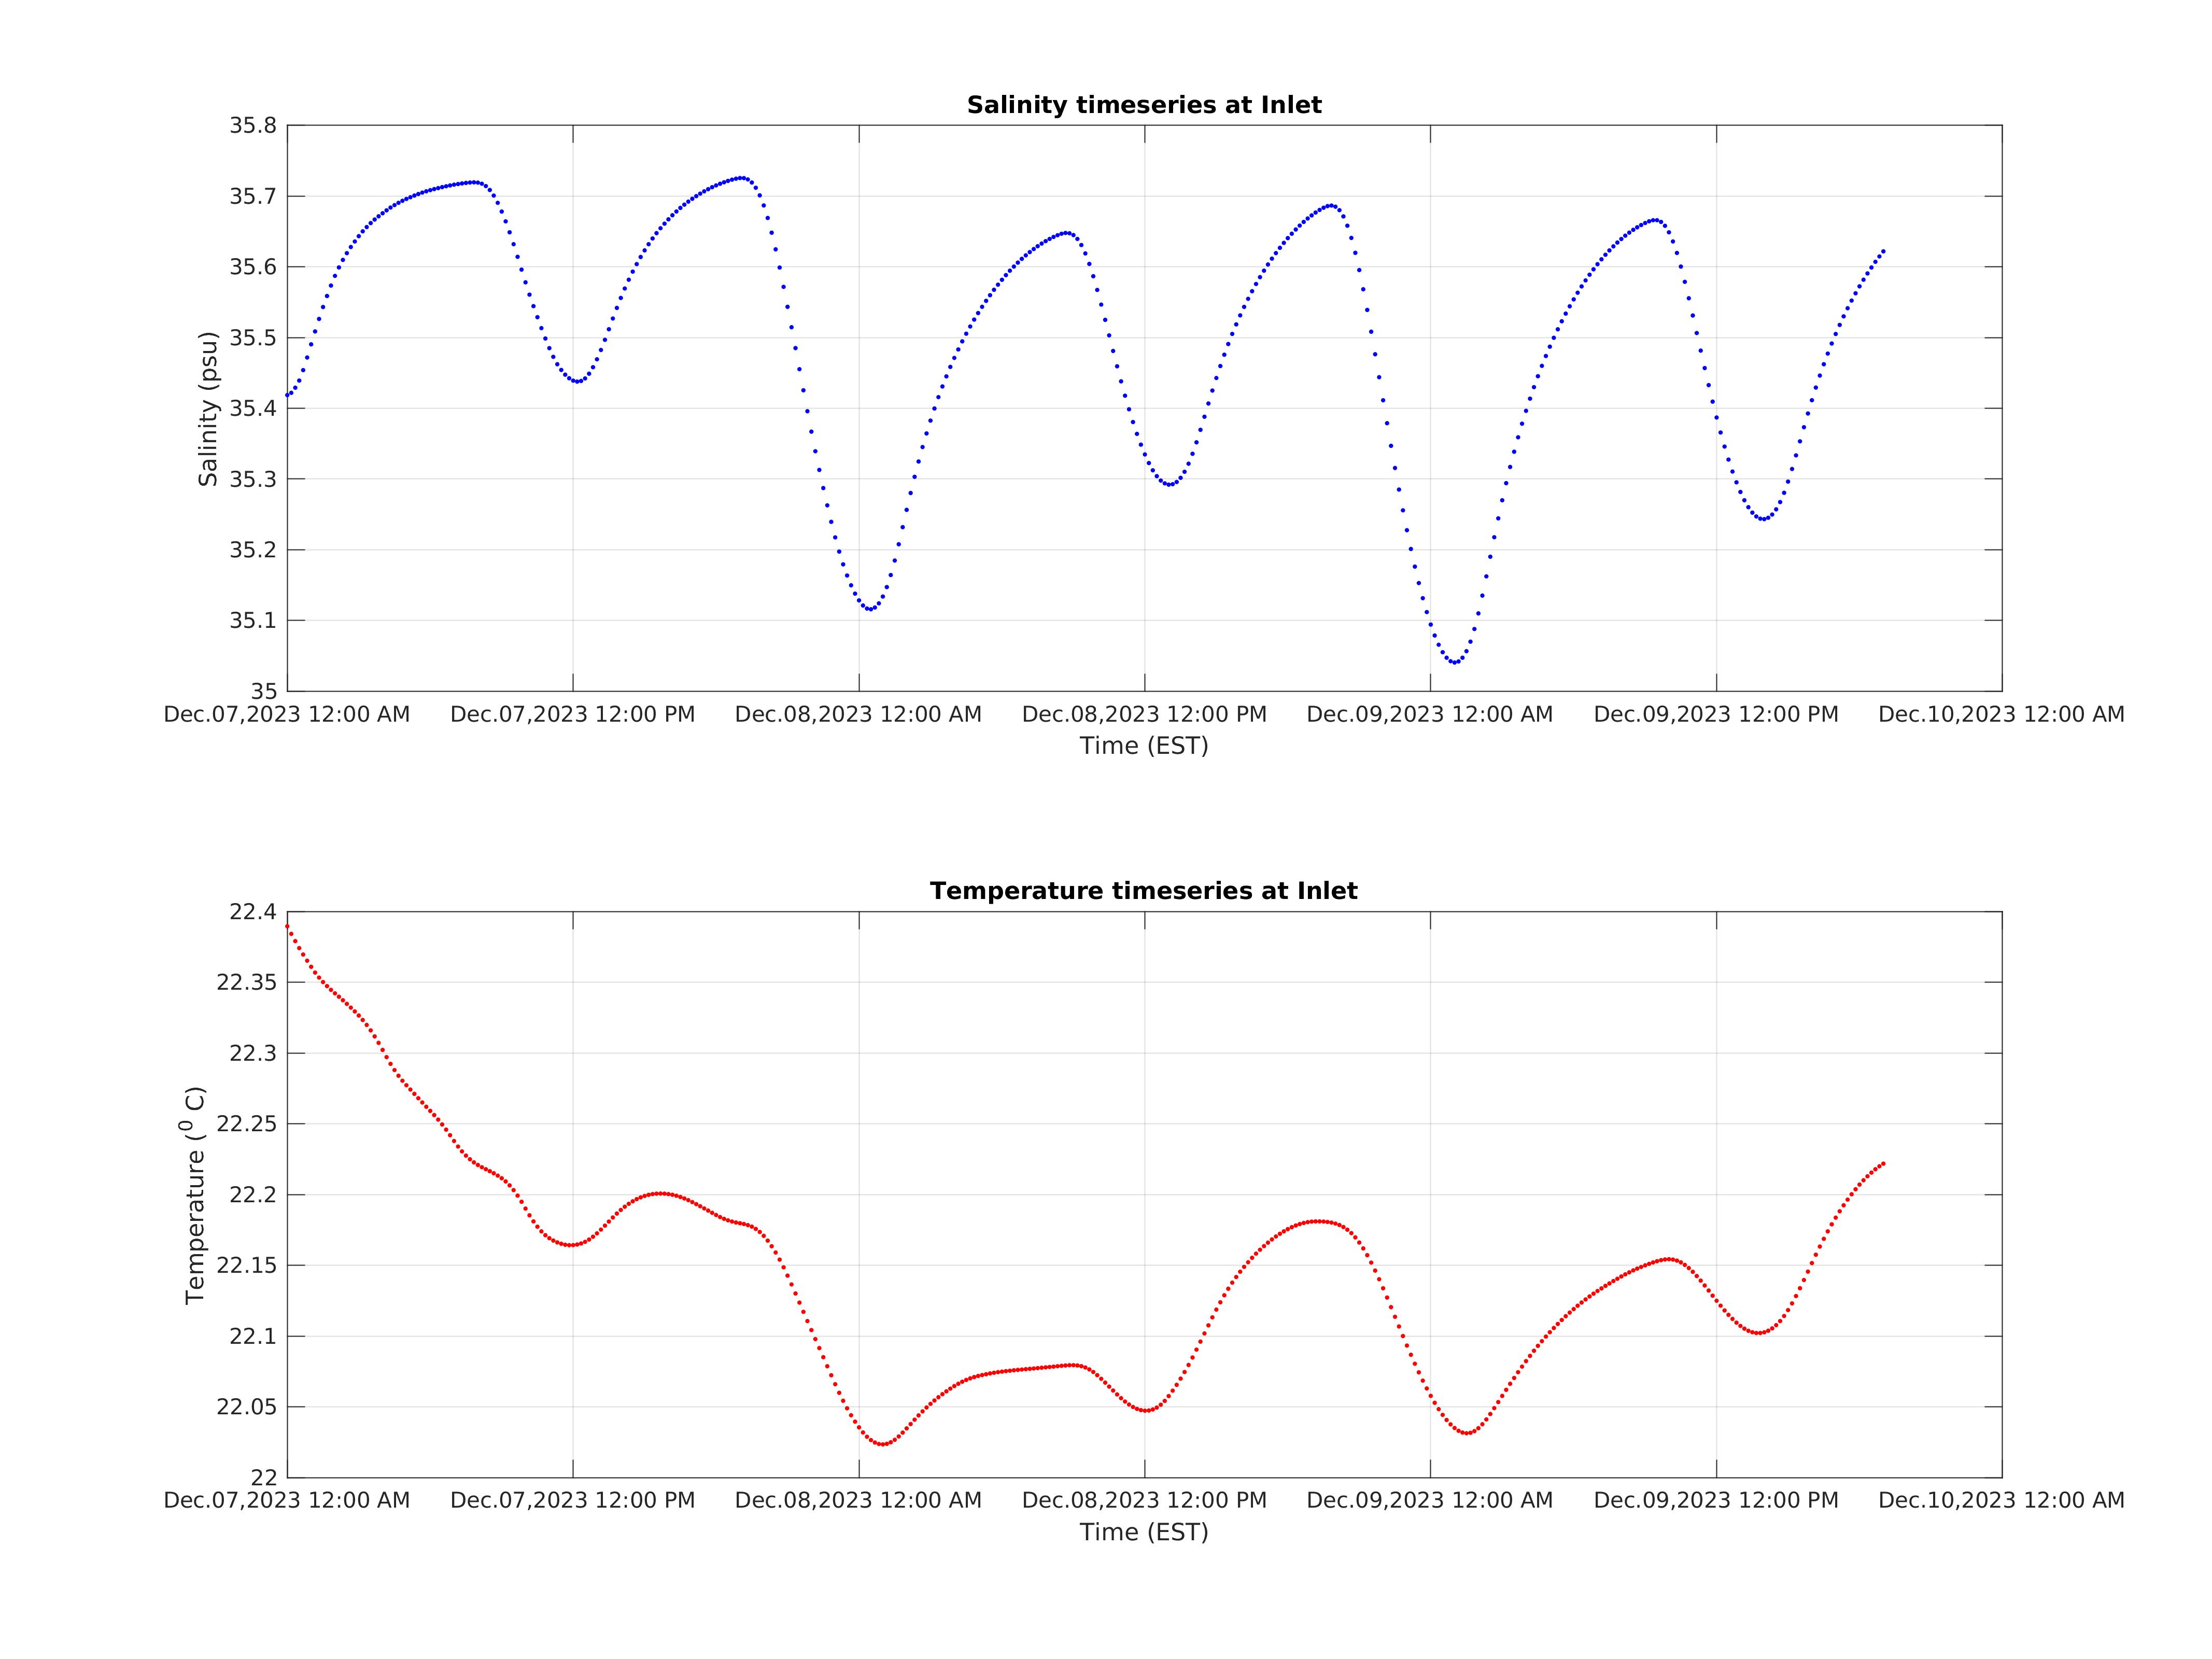 Salinity timeseries at Inlet
35.8
35.7
35.6
35.5
35.4
35.3
35.2
35.1
35
Salinity (psu)
Dec.07,2023 12:00 AM Dec.07,2023 12:00 PM Dec.08,2023 12:00 AM Dec.08,2023 12:00 PM Dec.09,2023 12:00 AM Dec.09,2023 12:00 PM Dec.10,2023 12:00 AM
Time (EST)
Temperature timeseries at Inlet
22.4
22.35
22.3
22.25
22.2
22.15
22.1
22.05
22
Temperature (⁰ C)
Dec.07,2023 12:00 AM Dec.07,2023 12:00 PM Dec.08,2023 12:00 AM Dec.08,2023 12:00 PM Dec.09,2023 12:00 AM Dec.09,2023 12:00 PM Dec.10,2023 12:00 AM
Time (EST)